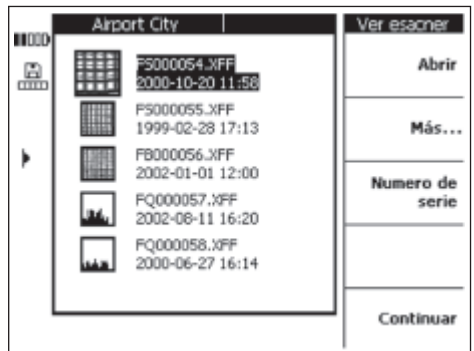 Airport City
Ver esacner
FS000054.XFF
2000-10-20 11:58
Abrir
FS000055.XFF
1999-02-28 17:13
Más...
FB000056.XFF
2002-01-01 12:00
Numero de
serie
FQ000057.XFF
2002-08-11 16:20
FQ000058.XFF
2000-06-27 16:14
Continuar